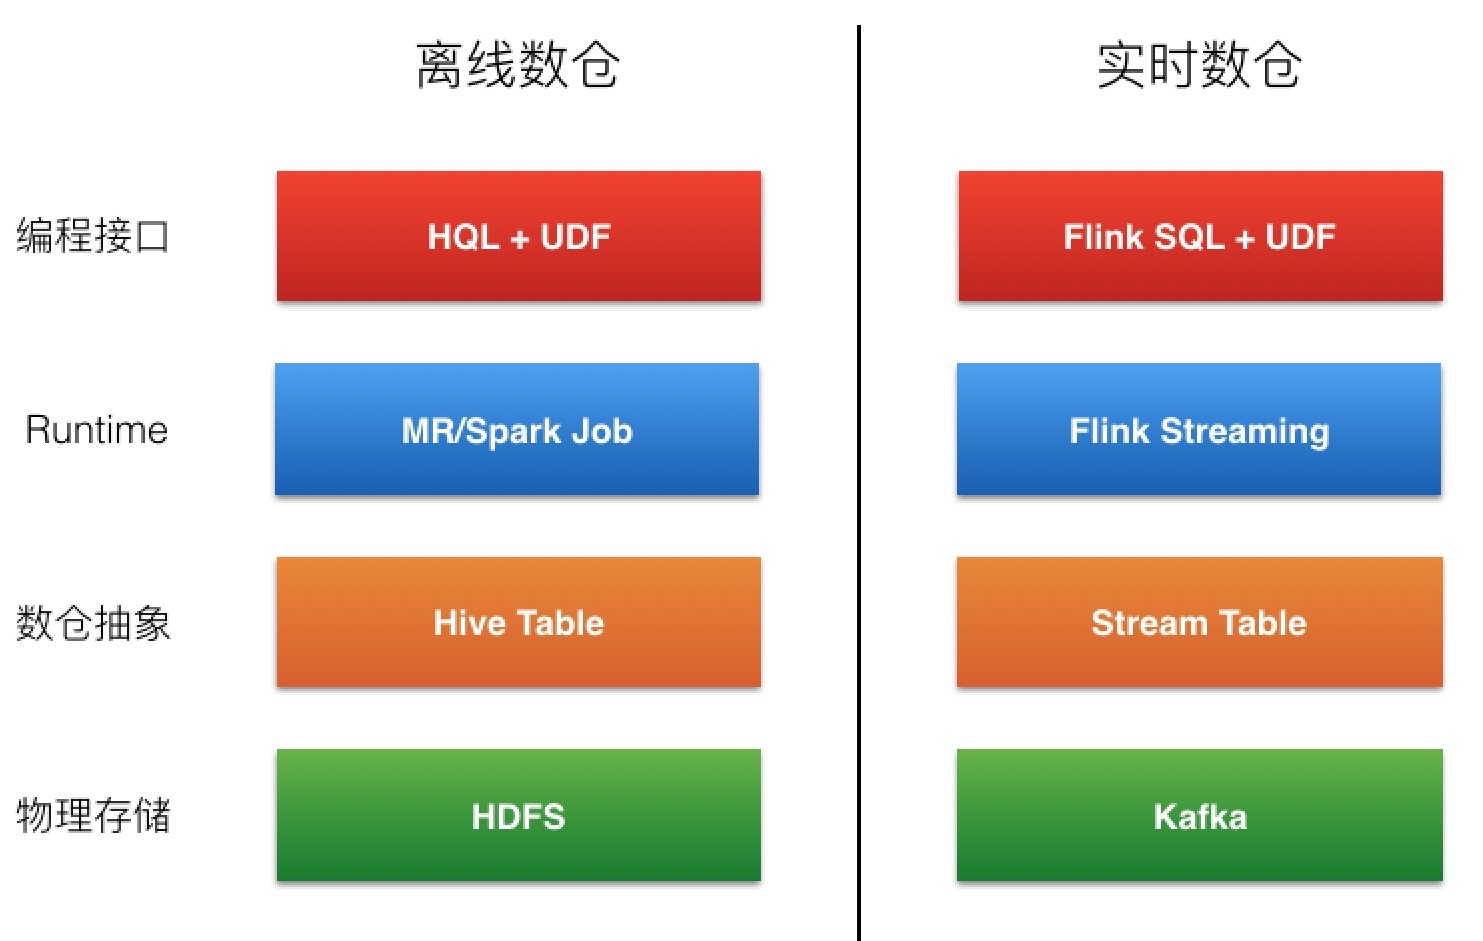 离线数仓
实时数仓
编程接口
HQL + UDF
Flink SQL + UDF
Runtime
MR/Spark Job
Flink Streaming
数仓抽象
Hive Table
Stream Table
物理存储
HDFS
Kafka